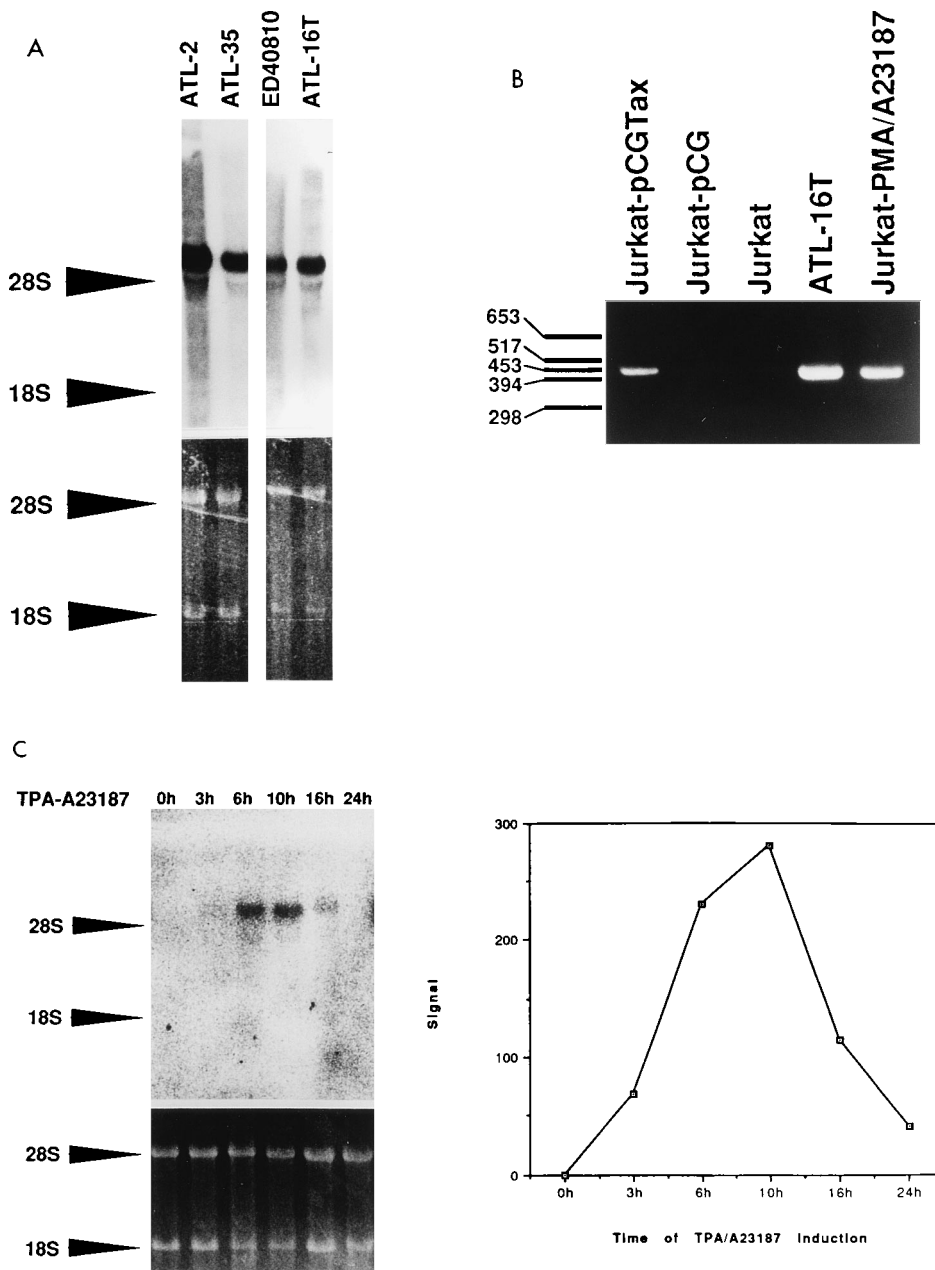 A
ATL-2
ATL-35
ED40810
ATL-16T
28S
18S
28S
18S
B
Jurkat-pCGTax
Jurkat-pCG
Jurkat
ATL-16T
Jurkat-PMA/A23187
653
517
453
394
298
C
TPA-A23187 0h 3h 6h 10h 16h 24h
28S
18S
28S
18S
300
200
100
0
Signal
0h 3h 6h 10h 16h 24h
Time of TPA/A23187 Induction